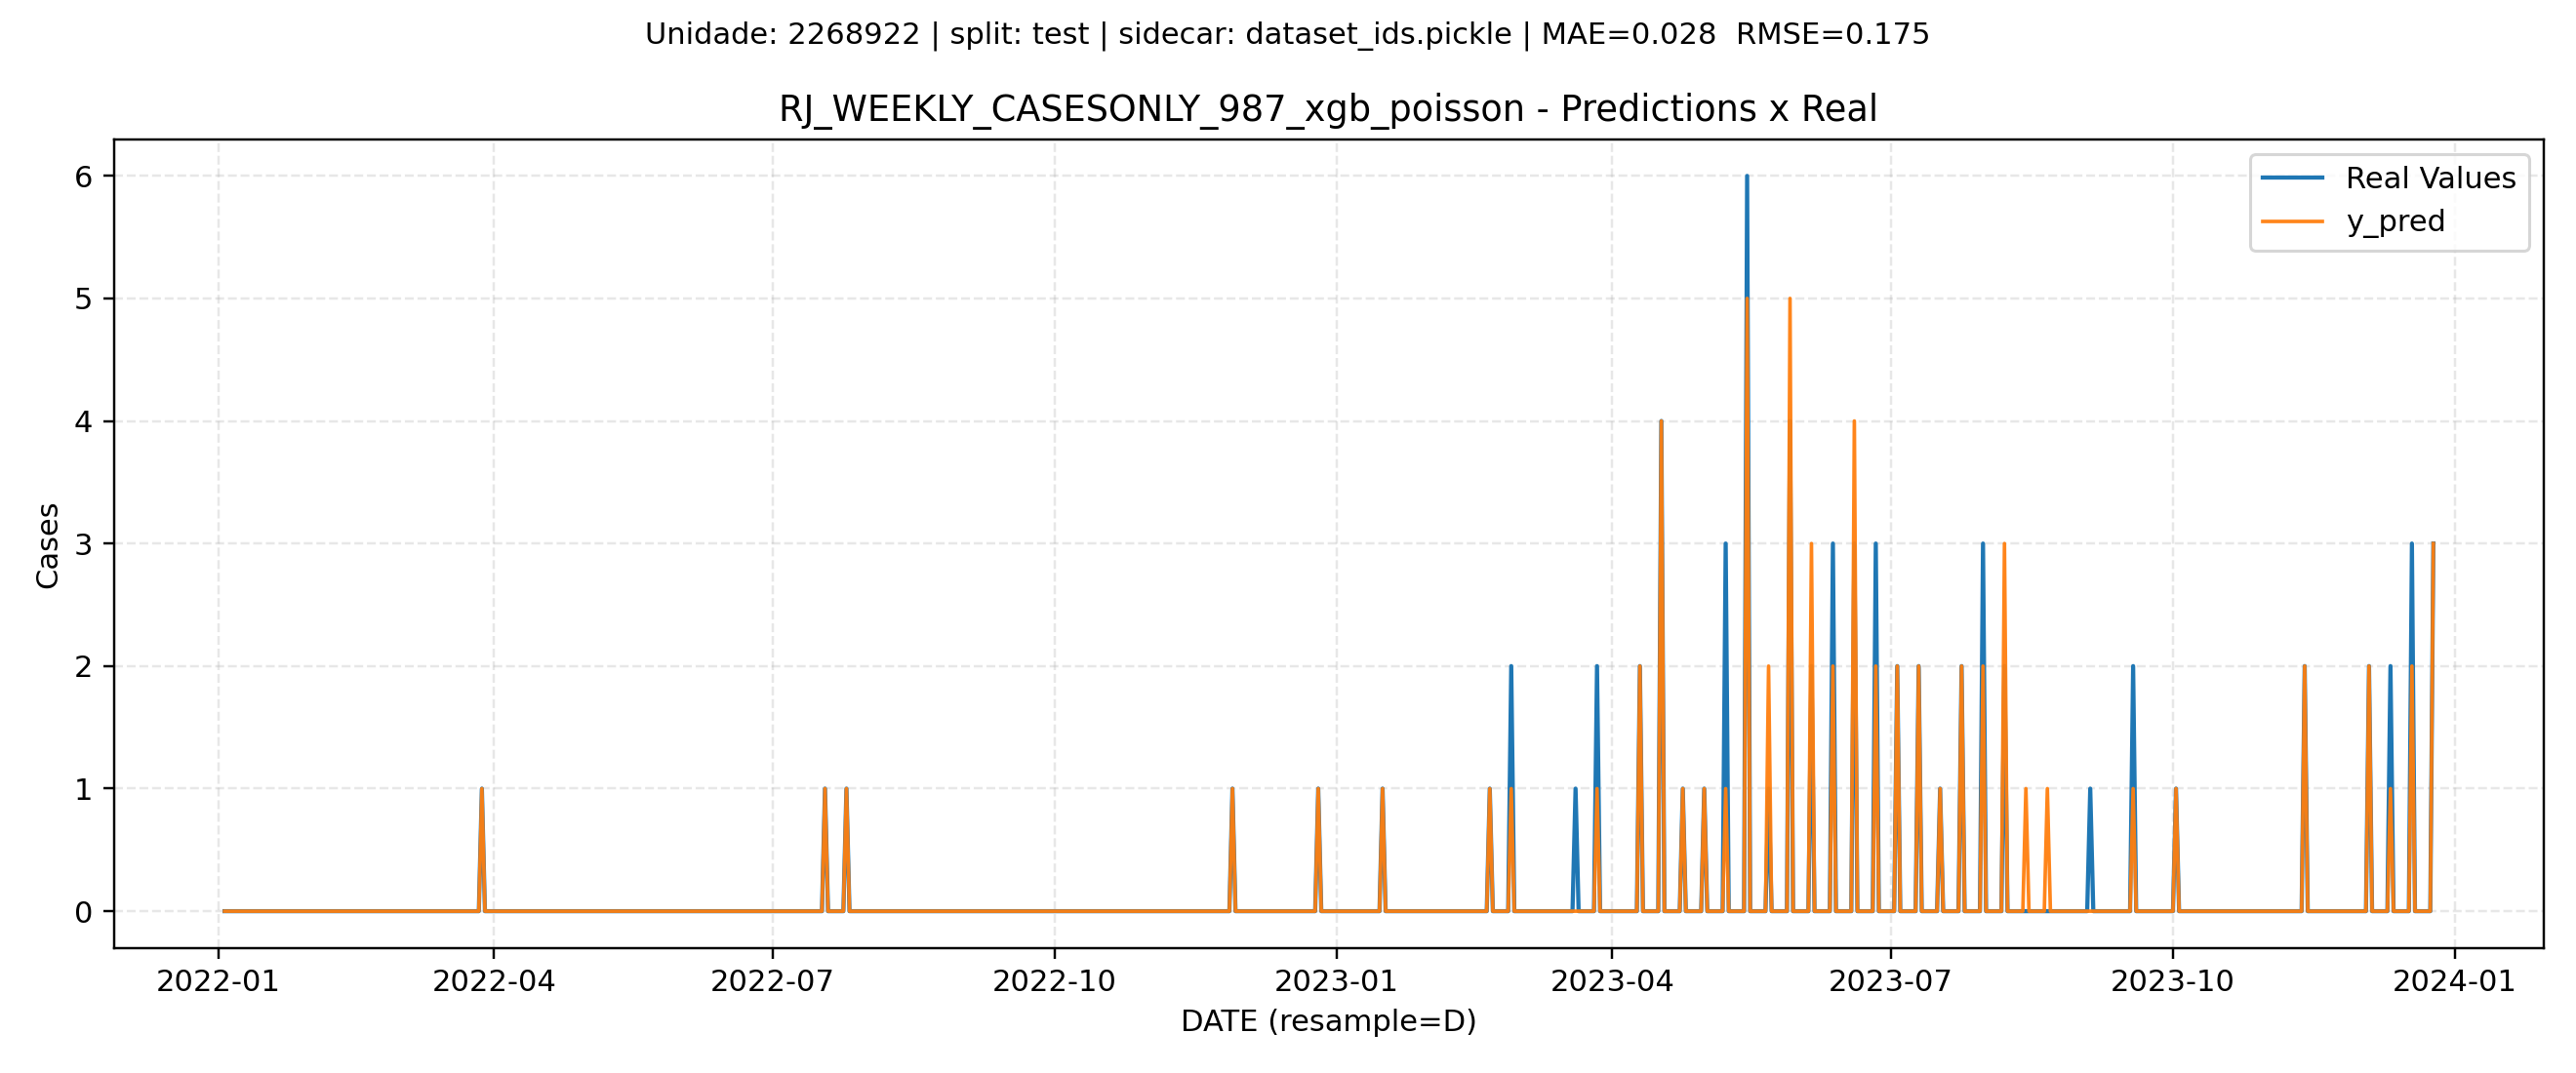 Unidade: 2268922 | split: test | sidecar: dataset_ids.pickle | MAE=0.028  RMSE=0.175
RJ_WEEKLY_CASESONLY_987_xgb_poisson - Predictions x Real
Real Values
y_pred
6
5
4
3
2
1
0
Cases
2022-01
2022-04
2022-07
2022-10
2023-01
2023-04
2023-07
2023-10
2024-01
DATE (resample=D)